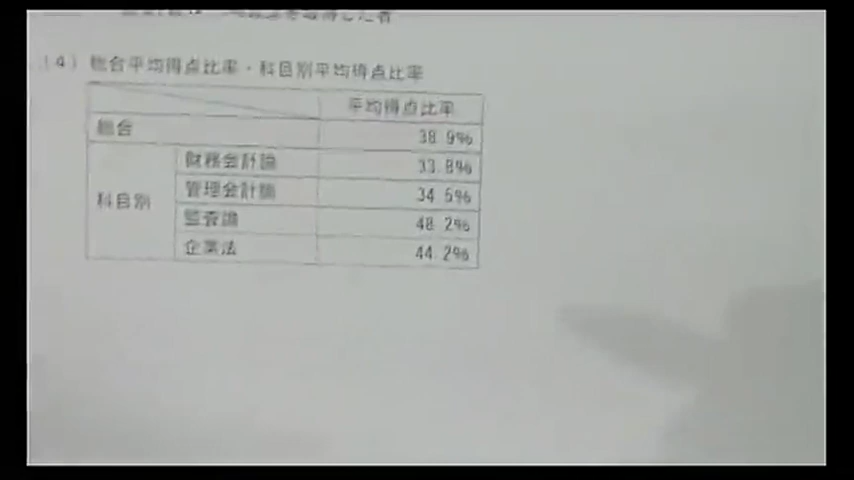 (4) 総合平均得点比率・科目別平均得点比率
平均得点比率
総合 38.9%
科目別
財務会計論 33.8%
管理会計論 34.5%
監査論 48.2%
企業法 44.2%